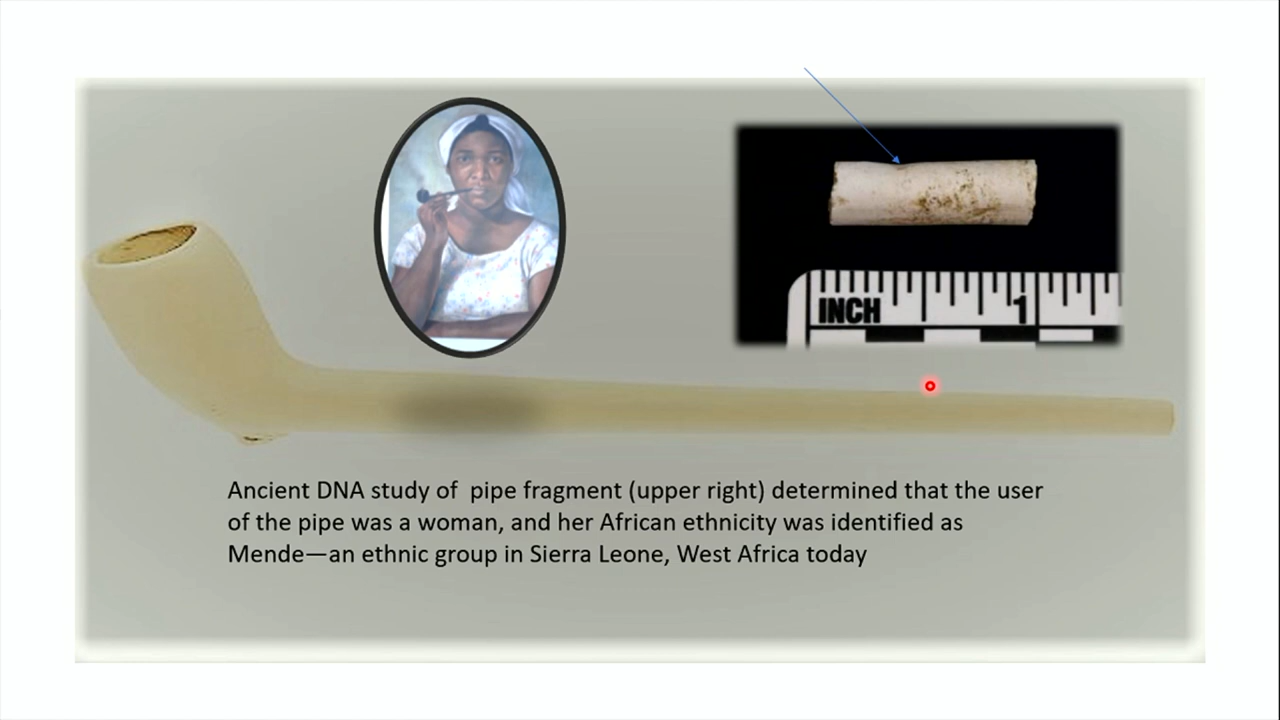 INCH 1
Ancient DNA study of pipe fragment (upper right) determined that the user
of the pipe was a woman, and her African ethnicity was identified as
Mende—an ethnic group in Sierra Leone, West Africa today